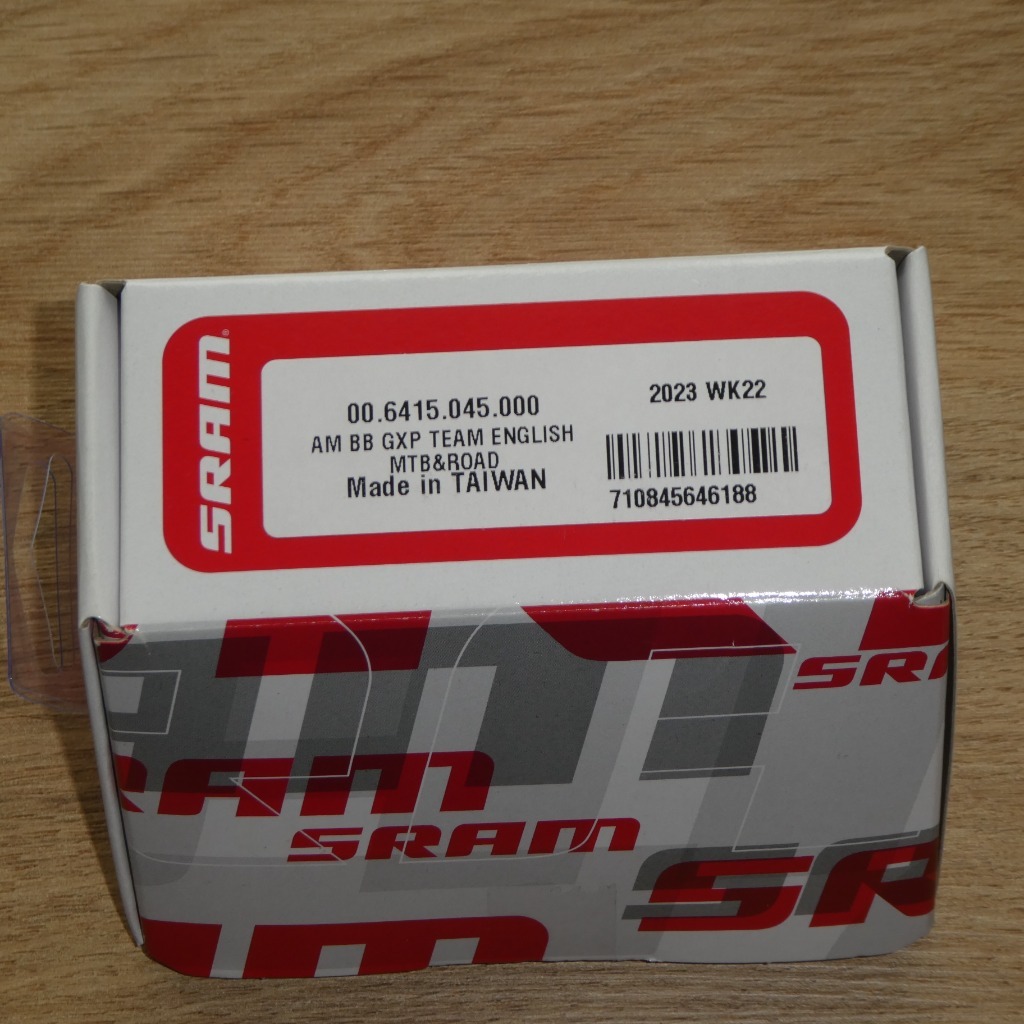 SRAM®
00.6415.045.000
AM BB GXP TEAM ENGLISH
MTB&ROAD
Made in TAIWAN
2023 WK22
710845646188
SRAM
SRAM